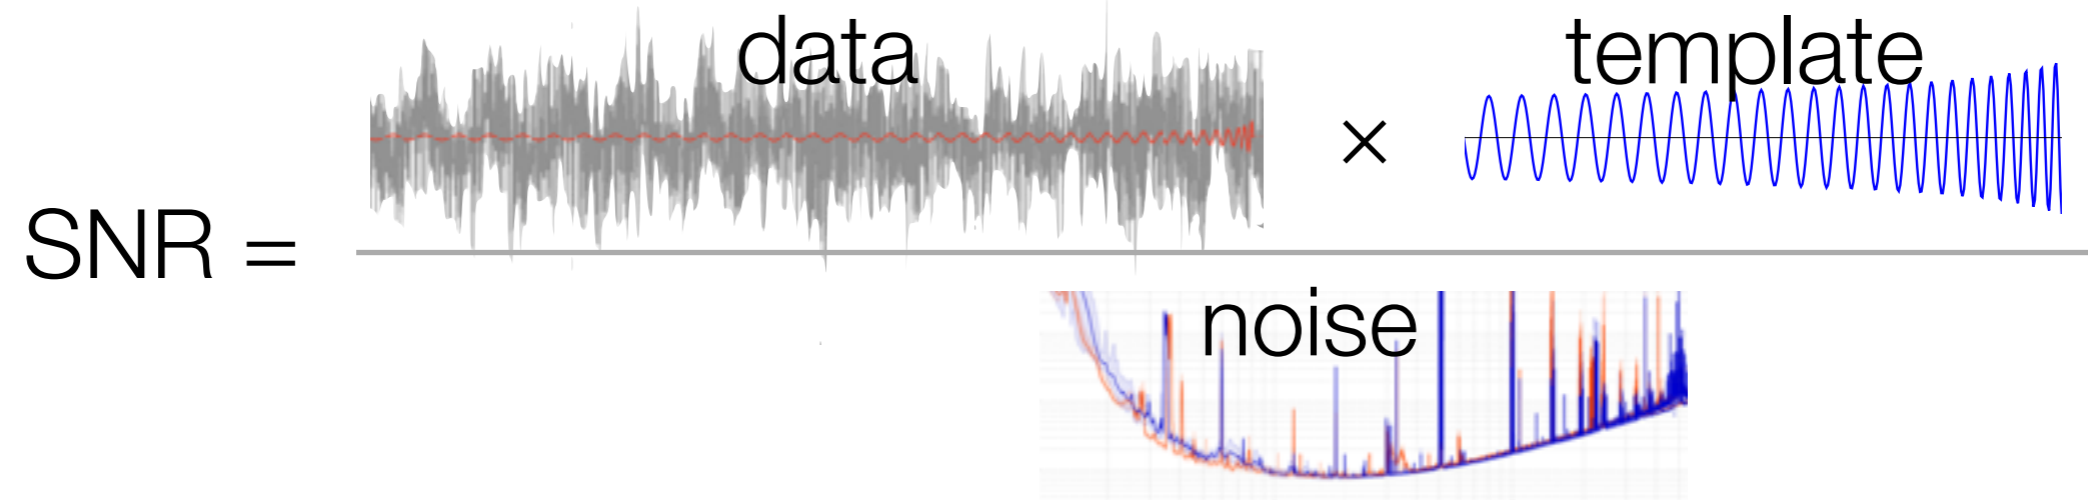 data × template
SNR =
noise